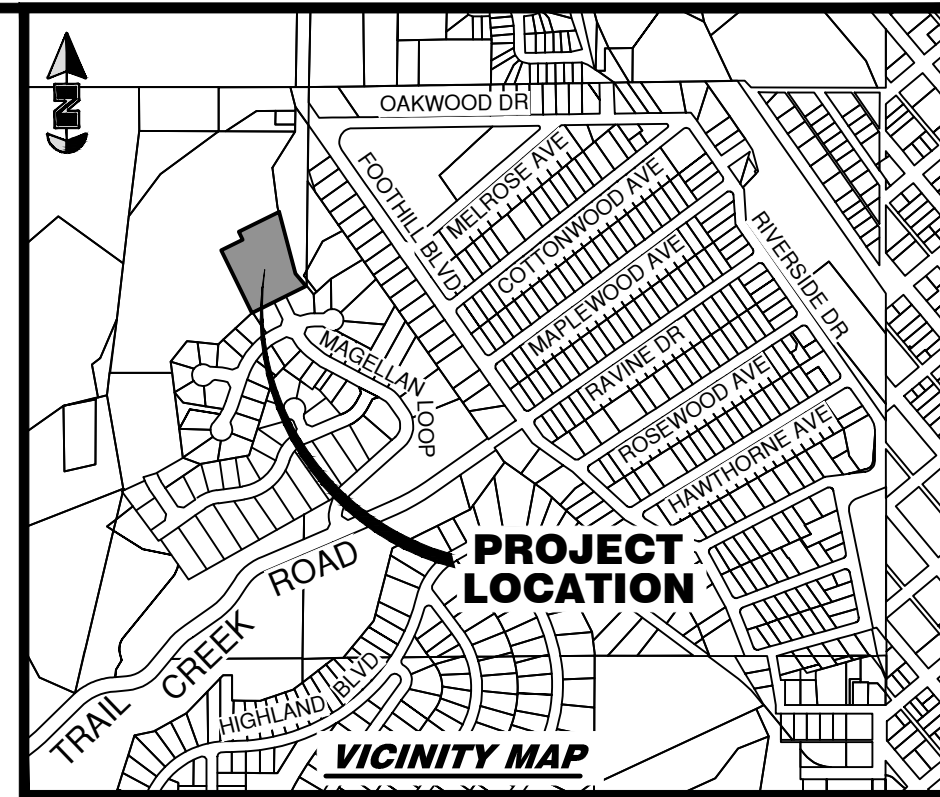 N
OAKWOOD DR
FOOTHILL BLVD
MELROSE AVE
COTTONWOOD AVE
MAPLEWOOD AVE
RAVINE DR
ROSEWOOD AVE
HAWTHORNE AVE
RIVERSIDE DR
MAGELLAN
LOOP
PROJECT
LOCATION
TRAIL CREEK ROAD
HIGHLAND BLVD
VICINITY MAP